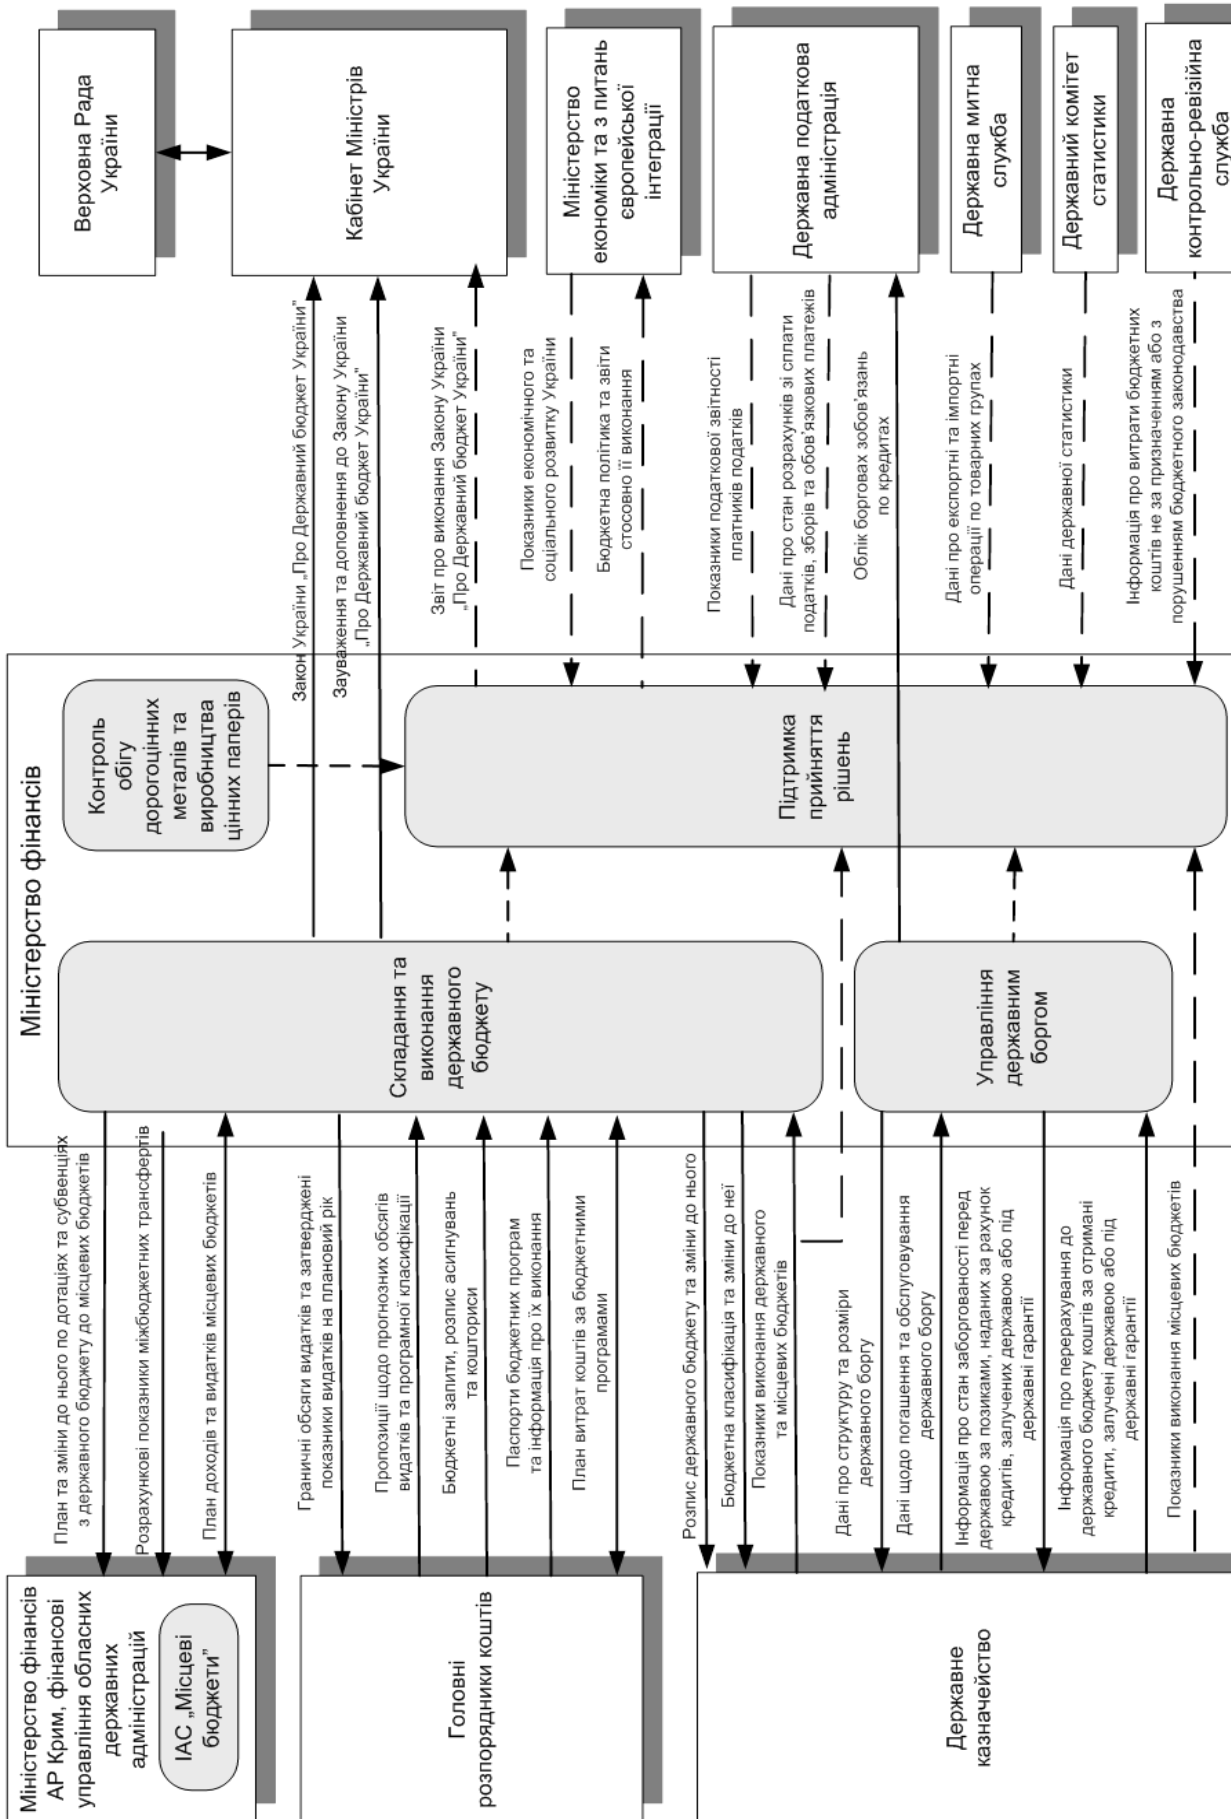 Міністерство фінансів
АР Крим, фінансові
управління обласних
державних
адміністрацій
ІАС „Місцеві
бюджети”
Головні
розпорядники коштів
Державне
казначейство
План та зміни до нього по дотаціях та субвенціях
з державного бюджету до місцевих бюджетів
Розрахункові показники міжбюджетних трансфертів
План доходів та видатків місцевих бюджетів
Граничні обсяги видатків та затверджені
показники видатків на плановий рік
Пропозиції щодо прогнозних обсягів
видатків та програмної класифікації
Бюджетні запити, розпис асигнувань
та кошториси
Паспорти бюджетних програм
та інформація про їх виконання
План витрат коштів за бюджетними
програмами
Розпис державного бюджету та зміни до нього
Бюджетна класифікація та зміни до неї
Показники виконання державного
та місцевих бюджетів
Дані про структуру та розміри
державного боргу
Дані щодо погашення та обслуговування
державного боргу
Інформація про стан заборгованості перед
державою за позиками, наданих за рахунок
кредитів, залучених державою або під
державні гарантії
Інформація про перерахування до
державного бюджету коштів за отримані
кредити, залучені державою або під
державні гарантії
Показники виконання місцевих бюджетів
Міністерство фінансів
Складання та
виконання
державного
бюджету
Управління
державним
боргом
Контроль
обігу
дорогоцінних
металів та
виробництва
цінних паперів
Підтримка
прийняття
рішень
Закон України „Про Державний бюджет України”
Зауваження та доповнення до Закону України
„Про Державний бюджет України”
Звіт про виконання Закону України
„Про Державний бюджет України”
Показники економічного та
соціального розвитку України
Бюджетна політика та звіти
стосовно її виконання
Показники податкової звітності
платників податків
Дані про стан розрахунків зі сплати
податків, зборів та обов’язкових платежів
Облік боргових зобов’язань
по кредитах
Дані про експортні та імпортні
операції по товарних групах
Дані державної статистики
Інформація про витрати бюджетних
коштів не за призначенням або з
порушенням бюджетного законодавства
Верховна Рада
України
Кабінет Міністрів
України
Міністерство
економіки та з питань
європейської
інтеграції
Державна податкова
адміністрація
Державна митна
служба
Державний комітет
статистики
Державна
контрольно-ревізійна
служба